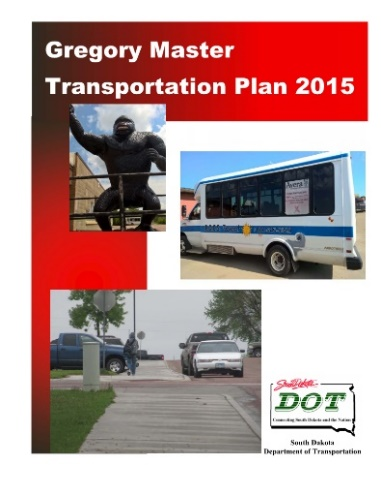 Gregory Master
Transportation Plan 2015
Avera
South Dakota
DOT
Connecting South Dakota and the Nation
South Dakota
Department of Transportation